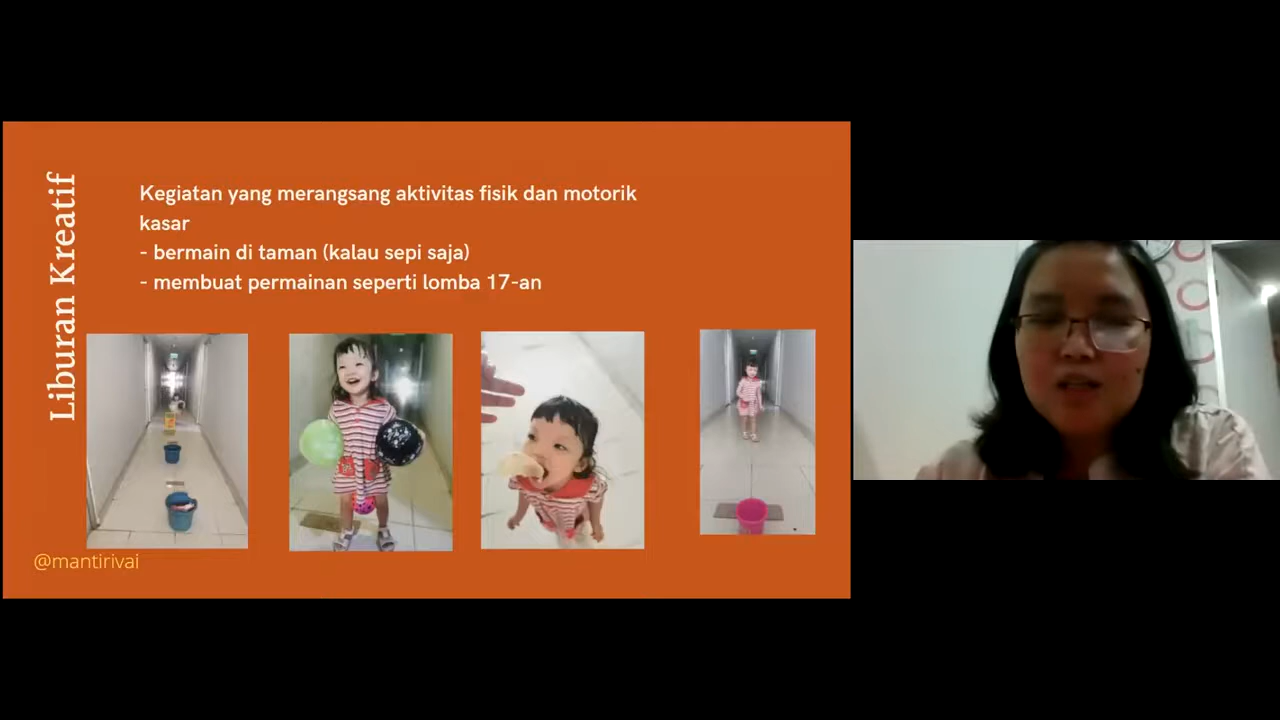 Liburan Kreatif
Kegiatan yang merangsang aktivitas fisik dan motorik
kasar
- bermain di taman (kalau sepi saja)
- membuat permainan seperti lomba 17-an
@mantirivai